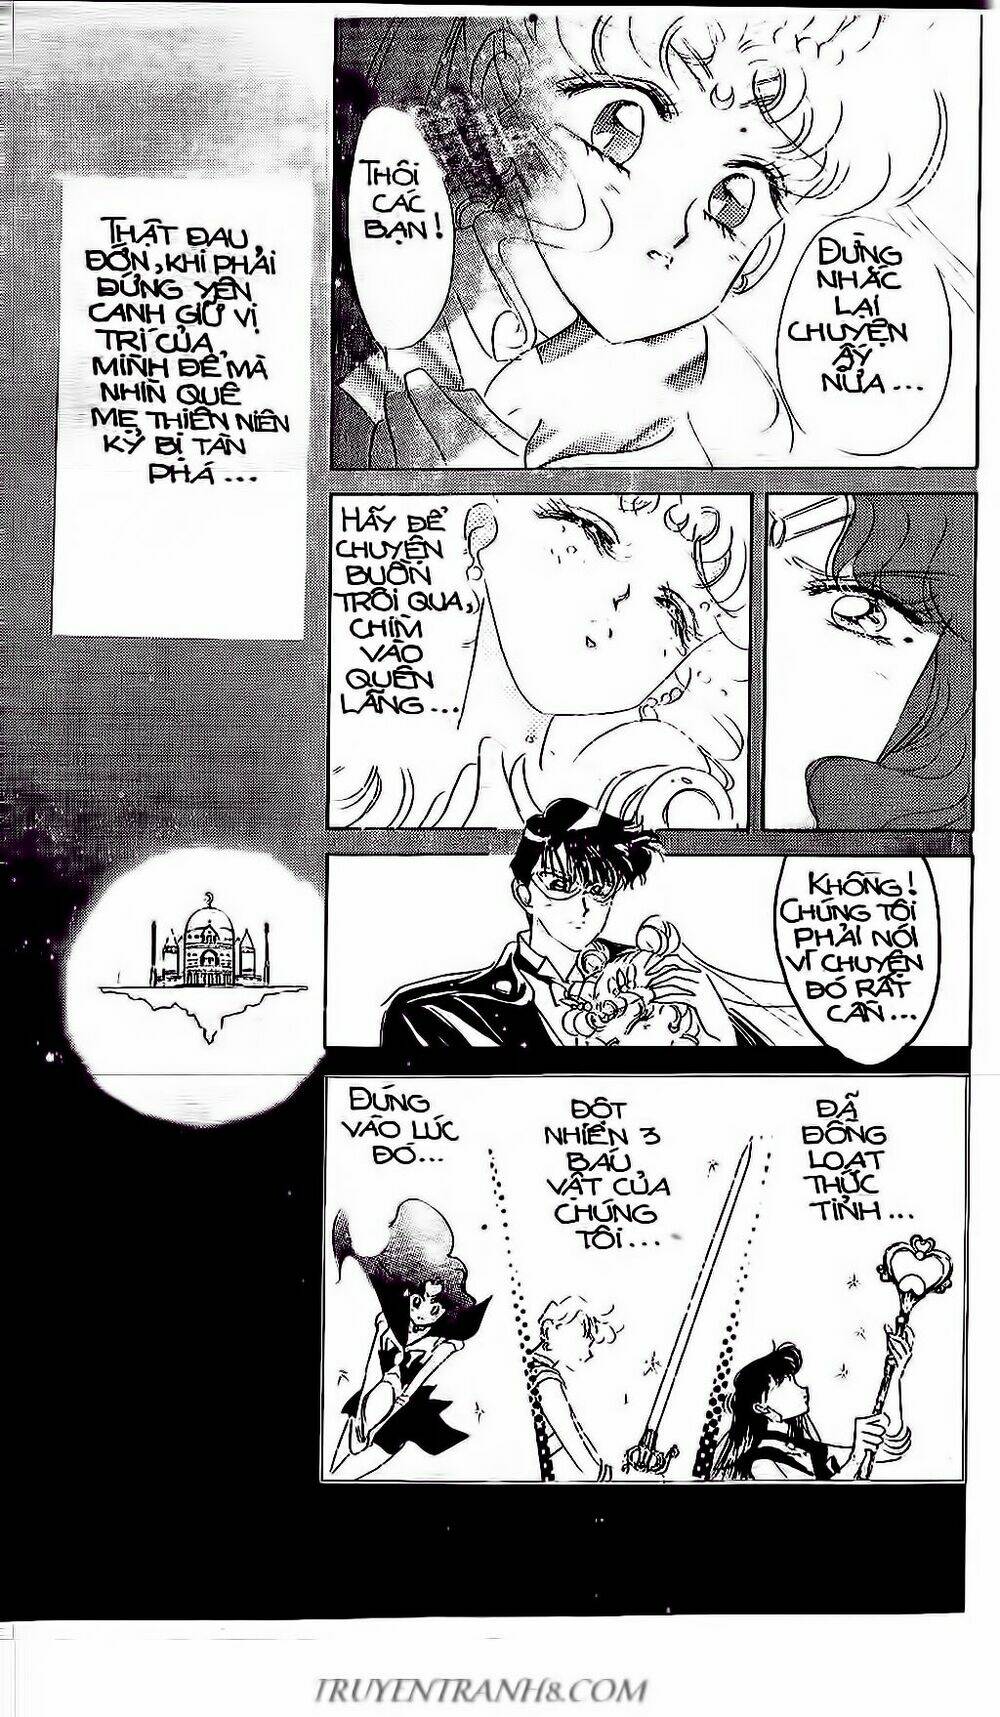 THÔI
CÁC
BẠN!
ĐỪNG
NHẮC
LẠI
CHUYỆN
ẤY
NỮA...
THẬT ĐAU
ĐỚN, KHI PHẢI
ĐỨNG YÊN
CANH GIỮ VỊ
TRÍ CỦA
MÌNH ĐỂ MÀ
NHÌN QUÊ
MẸ THIÊN NIÊN
KỶ BỊ TÀN
PHÁ...
HÃY ĐỂ
CHUYỆN
BUỒN
TRÔI QUA,
CHÌM
VÀO
QUÊN
LÃNG...
KHÔNG!
CHÚNG TÔI
PHẢI NÓI
VÌ CHUYỆN
ĐÓ RẤT
CẦN...
ĐÚNG
VÀO LÚC
ĐÓ...
ĐỘT
NHIÊN 3
BÁU
VẬT CỦA
CHÚNG
TÔI...
ĐÃ
ĐỒNG
LOẠT
THỨC
TỈNH...
TRUYENTRANH8.COM